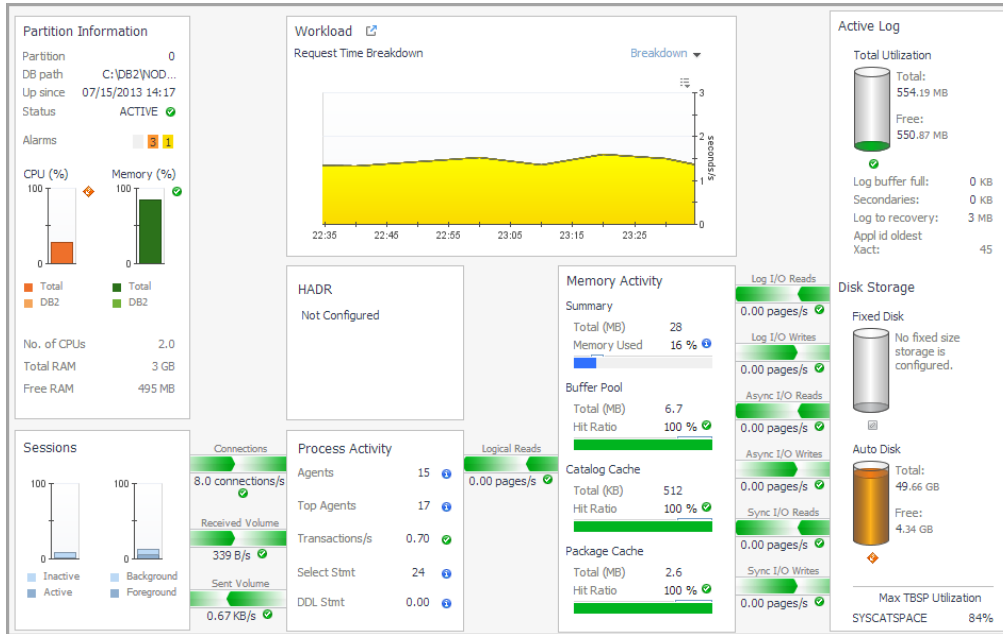 Partition Information
Partition 0
DB path C:\DB2\NOD...
Up since 07/15/2013 14:17
Status ACTIVE
Alarms 3 1
CPU (%) Memory (%)
100 100
0 0
Total Total
DB2 DB2
No. of CPUs 2.0
Total RAM 3 GB
Free RAM 495 MB
Workload
Request Time Breakdown Breakdown
3
2
1
0
seconds/s
22:35 22:45 22:55 23:05 23:15 23:25
HADR
Not Configured
Sessions
100 100
0 0
Inactive Background
Active Foreground
Connections
8.0 connections/s
Received Volume
339 B/s
Sent Volume
0.67 KB/s
Process Activity
Agents 15
Top Agents 17
Transactions/s 0.70
Select Stmt 24
DDL Stmt 0.00
Logical Reads
0.00 pages/s
Memory Activity
Summary
Total (MB) 28
Memory Used 16 %
Buffer Pool
Total (MB) 6.7
Hit Ratio 100 %
Catalog Cache
Total (KB) 512
Hit Ratio 100 %
Package Cache
Total (MB) 2.6
Hit Ratio 100 %
Log I/O Reads
0.00 pages/s
Log I/O Writes
0.00 pages/s
Async I/O Reads
0.00 pages/s
Async I/O Writes
0.00 pages/s
Sync I/O Reads
0.00 pages/s
Sync I/O Writes
0.00 pages/s
Active Log
Total Utilization
Total:
554.19 MB
Free:
550.87 MB
Log buffer full: 0 KB
Secondaries: 0 KB
Log to recovery: 3 MB
Appl id oldest
Xact: 45
Disk Storage
Fixed Disk
No fixed size
storage is
configured.
Auto Disk
Total:
49.66 GB
Free:
4.34 GB
Max TBSP Utilization
SYSCATSPACE 84%